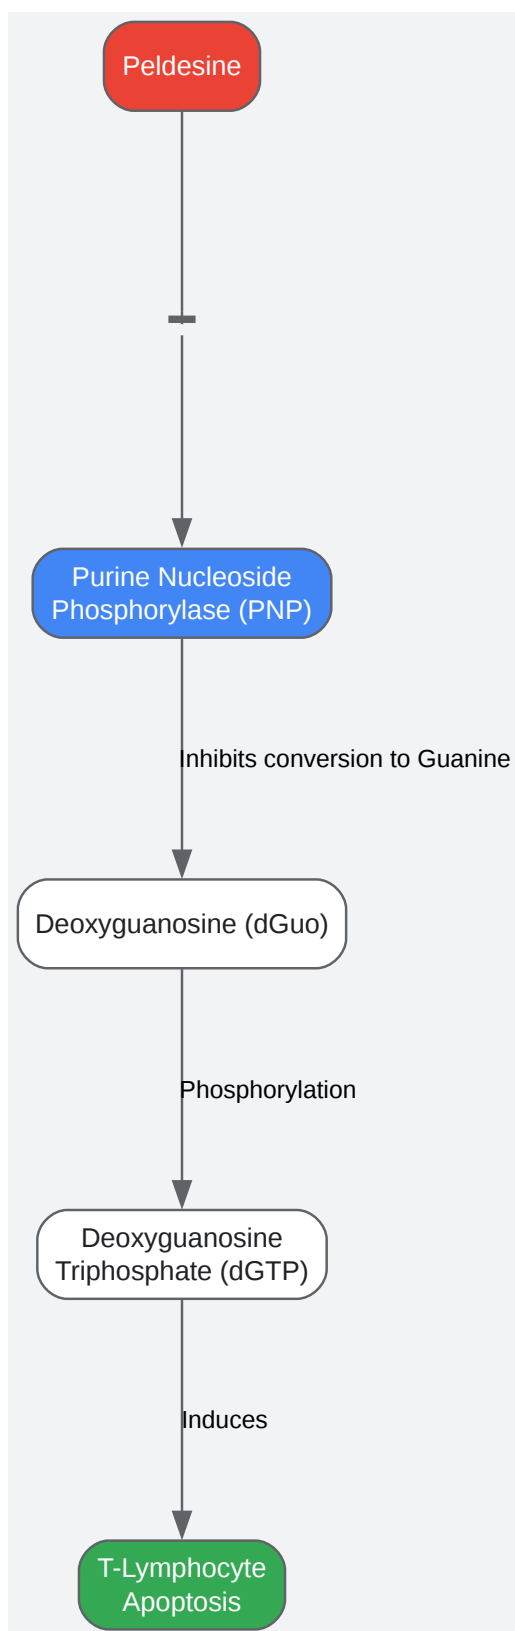 Peldesine
Purine Nucleoside
Phosphorylase (PNP)
Inhibits conversion to Guanine
Deoxyguanosine (dGuo)
Phosphorylation
Deoxyguanosine
Triphosphate (dGTP)
Induces
T-Lymphocyte
Apoptosis